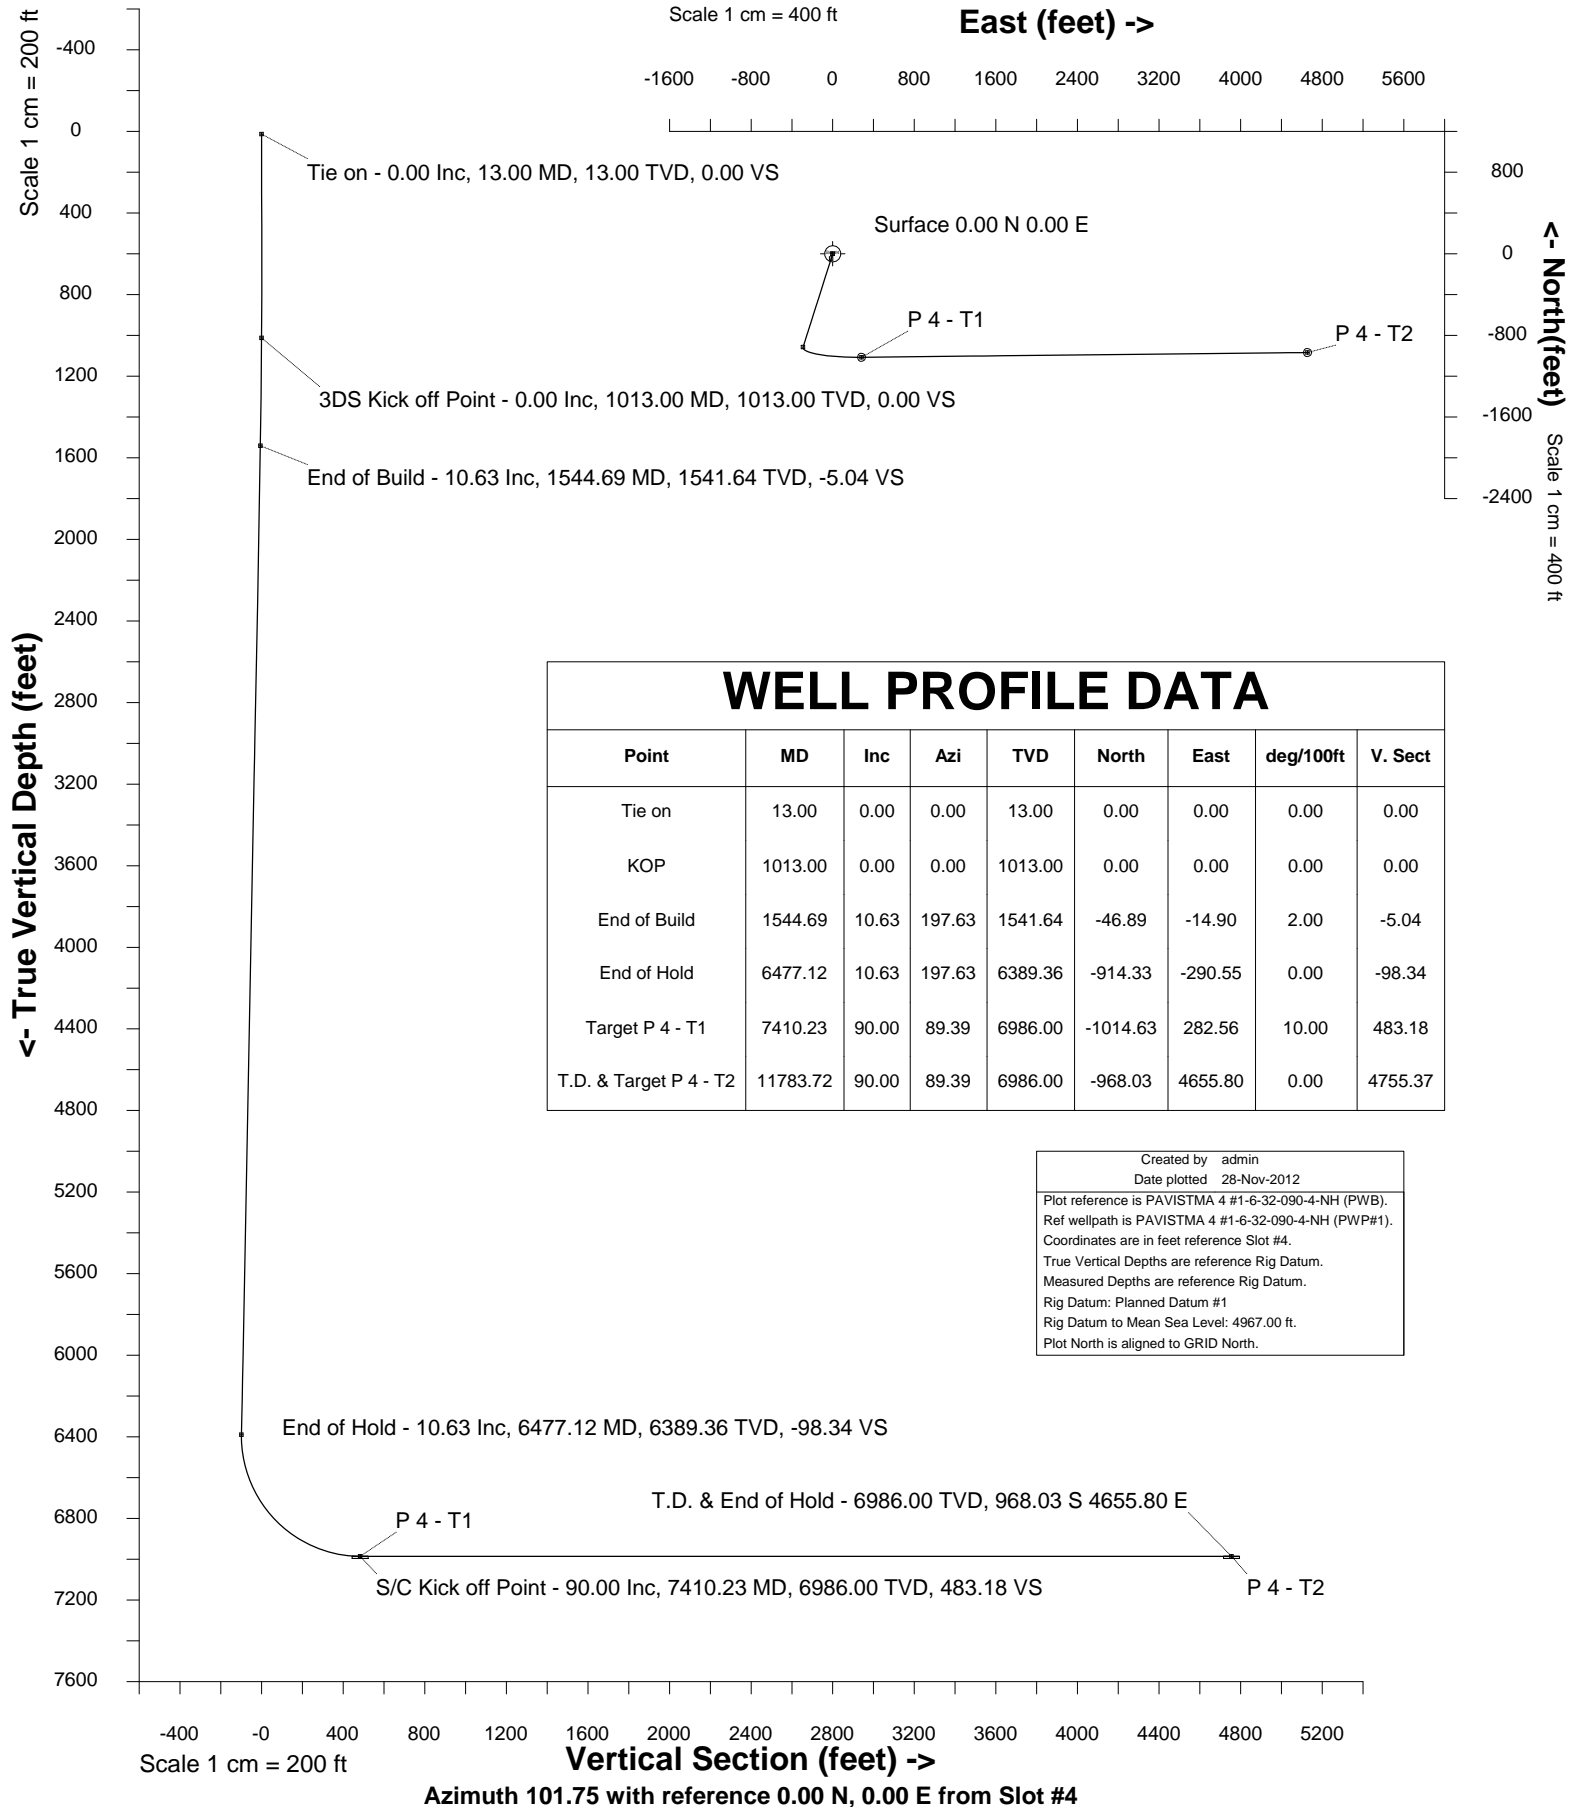 Scale 1 cm = 400 ft
East (feet) ->
-1600 -800 0 800 1600 2400 3200 4000 4800 5600
Scale 1 cm = 200 ft
<- True Vertical Depth (feet)
-400
0
400
800
1200
1600
2000
2400
2800
3200
3600
4000
4400
4800
5200
5600
6000
6400
6800
7200
7600
Tie on - 0.00 Inc, 13.00 MD, 13.00 TVD, 0.00 VS
3DS Kick off Point - 0.00 Inc, 1013.00 MD, 1013.00 TVD, 0.00 VS
End of Build - 10.63 Inc, 1544.69 MD, 1541.64 TVD, -5.04 VS
Surface 0.00 N 0.00 E
P 4 - T1
P 4 - T2
800
0
-800
-1600
-2400
<- North(feet)
Scale 1 cm = 400 ft
WELL PROFILE DATA
Point MD Inc Azi TVD North East deg/100ft V. Sect
Tie on 13.00 0.00 0.00 13.00 0.00 0.00 0.00 0.00
KOP 1013.00 0.00 0.00 1013.00 0.00 0.00 0.00 0.00
End of Build 1544.69 10.63 197.63 1541.64 -46.89 -14.90 2.00 -5.04
End of Hold 6477.12 10.63 197.63 6389.36 -914.33 -290.55 0.00 -98.34
Target P 4 - T1 7410.23 90.00 89.39 6986.00 -1014.63 282.56 10.00 483.18
T.D. & Target P 4 - T2 11783.72 90.00 89.39 6986.00 -968.03 4655.80 0.00 4755.37
Created by admin
Date plotted 28-Nov-2012
Plot reference is PAVISTMA 4 #1-6-32-090-4-NH (PWB).
Ref wellpath is PAVISTMA 4 #1-6-32-090-4-NH (PWP#1).
Coordinates are in feet reference Slot #4.
True Vertical Depths are reference Rig Datum.
Measured Depths are reference Rig Datum.
Rig Datum: Planned Datum #1
Rig Datum to Mean Sea Level: 4967.00 ft.
Plot North is aligned to GRID North.
End of Hold - 10.63 Inc, 6477.12 MD, 6389.36 TVD, -98.34 VS
T.D. & End of Hold - 6986.00 TVD, 968.03 S 4655.80 E
P 4 - T1
S/C Kick off Point - 90.00 Inc, 7410.23 MD, 6986.00 TVD, 483.18 VS
P 4 - T2
-400 -0 400 800 1200 1600 2000 2400 2800 3200 3600 4000 4400 4800 5200
Scale 1 cm = 200 ft
Vertical Section (feet) ->
Azimuth 101.75 with reference 0.00 N, 0.00 E from Slot #4